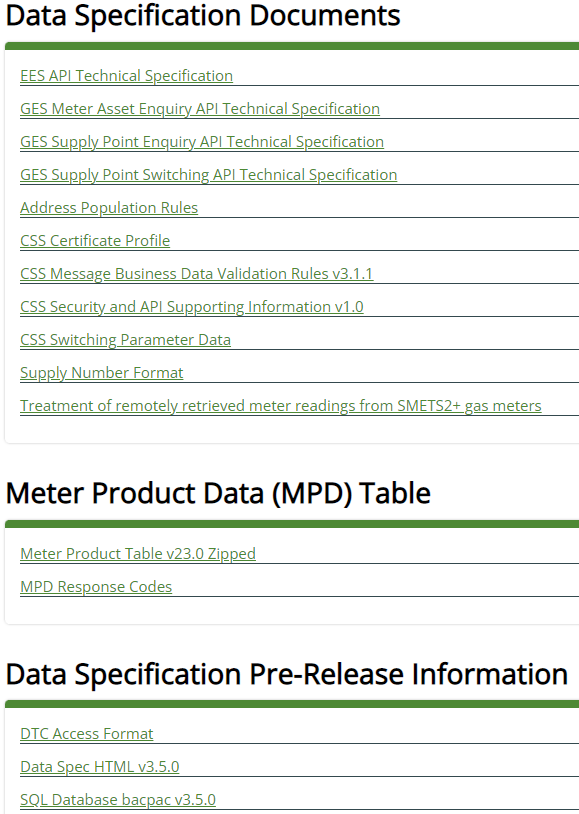 Data Specification Documents
EES API Technical Specification
GES Meter Asset Enquiry API Technical Specification
GES Supply Point Enquiry API Technical Specification
GES Supply Point Switching API Technical Specification
Address Population Rules
CSS Certificate Profile
CSS Message Business Data Validation Rules v3.1.1
CSS Security and API Supporting Information v1.0
CSS Switching Parameter Data
Supply Number Format
Treatment of remotely retrieved meter readings from SMETS2+ gas meters
Meter Product Data (MPD) Table
Meter Product Table v23.0 Zipped
MPD Response Codes
Data Specification Pre-Release Information
DTC Access Format
Data Spec HTML v3.5.0
SQL Database bacpac v3.5.0